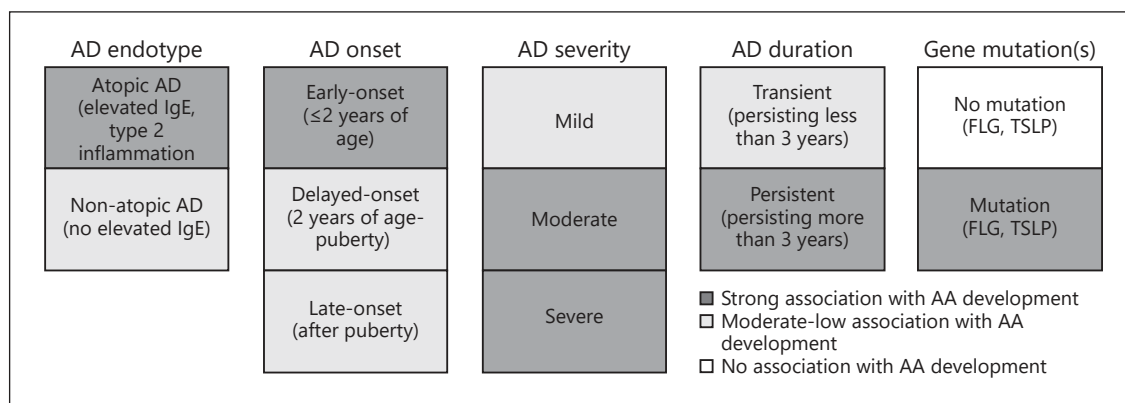 AD endotype
Atopic AD
(elevated IgE,
type 2
inflammation
Non-atopic AD
(no elevated IgE)
AD onset
Early-onset
(≤2 years of
age)
Delayed-onset
(2 years of age-
puberty)
Late-onset
(after puberty)
AD severity
Mild
Moderate
Severe
AD duration
Transient
(persisting less
than 3 years)
Persistent
(persisting more
than 3 years)
Gene mutation(s)
No mutation
(FLG, TSLP)
Mutation
(FLG, TSLP)
Strong association with AA development
Moderate-low association with AA
development
No association with AA development